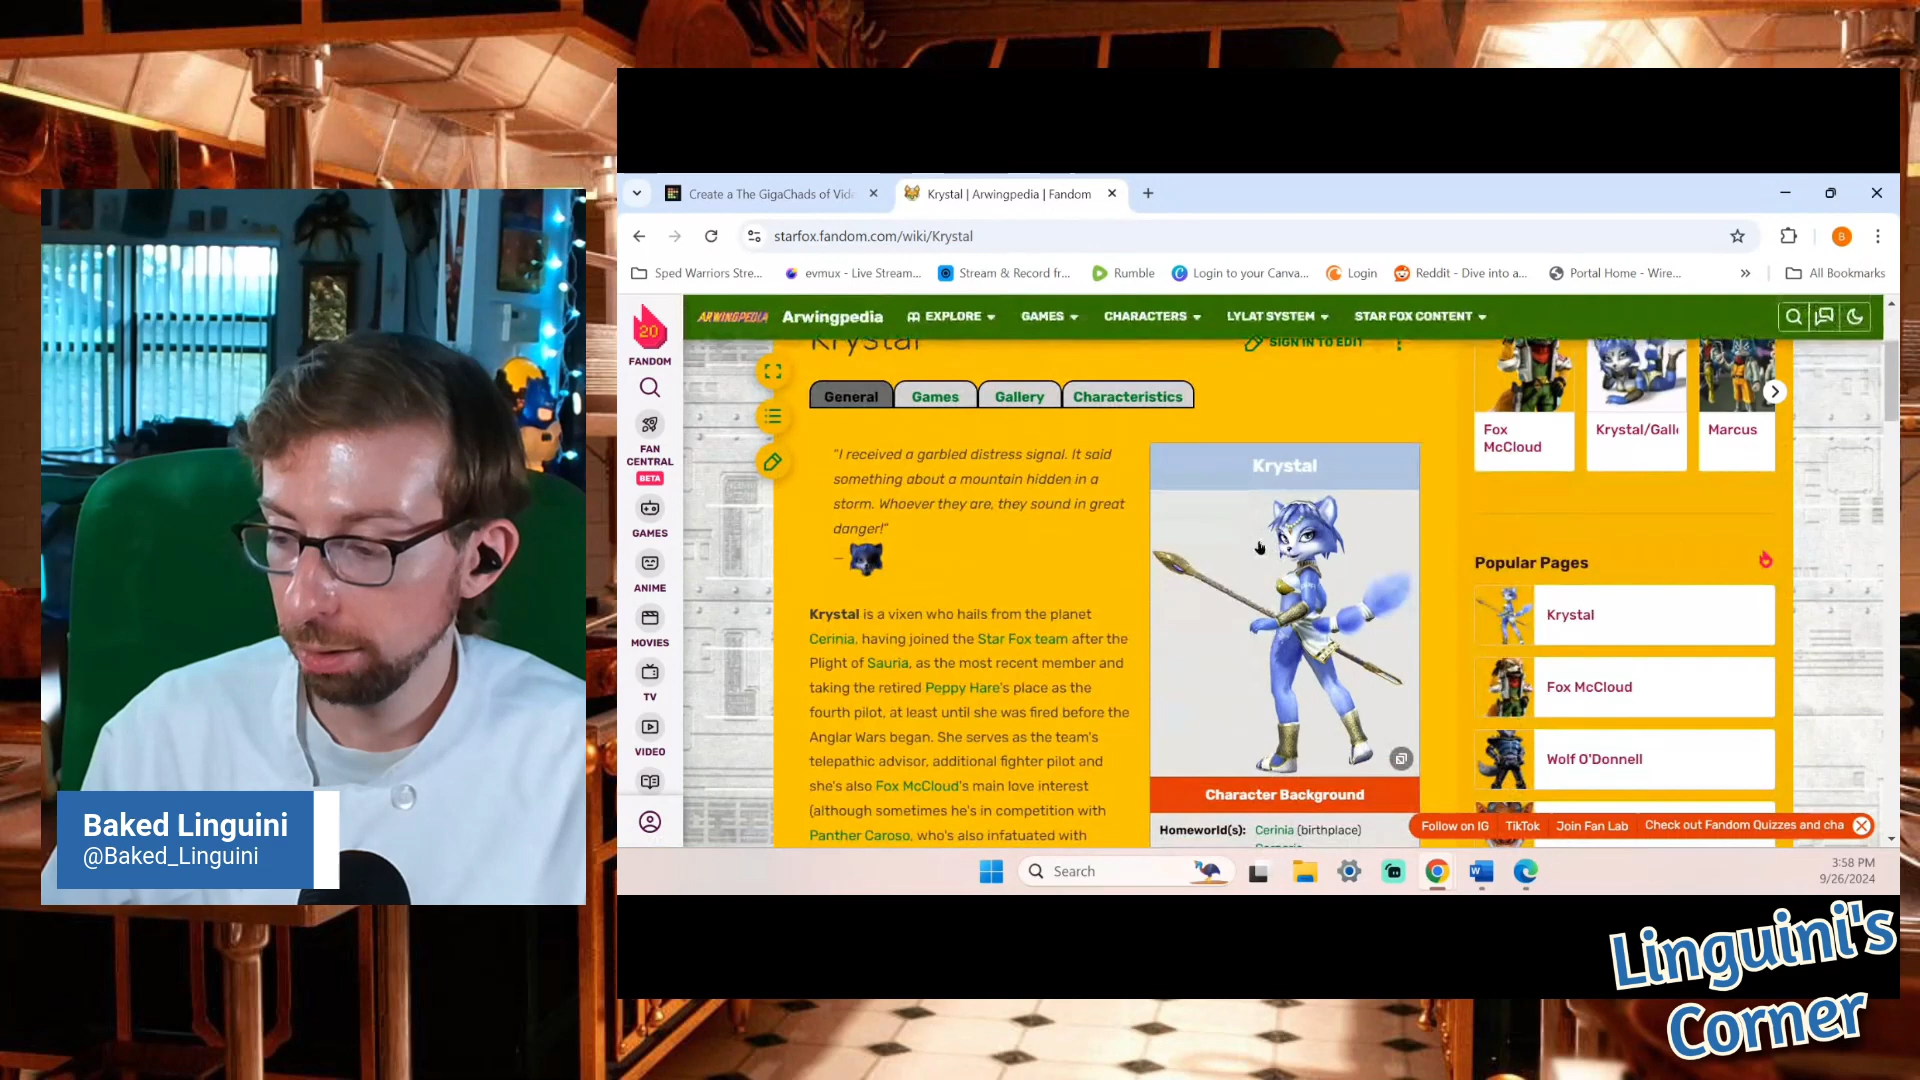 Create a The GigaChads of Vid
Krystal | Arwingpedia | Fandom
starfox.fandom.com/wiki/Krystal
B
Sped Warriors Stre...
evmux - Live Stream...
Stream & Record fr...
Rumble
Login to your Canva...
Login
Reddit - Dive into a...
Portal Home - Wire...
All Bookmarks
ARWINGPEDIA
Arwingpedia
EXPLORE
GAMES
CHARACTERS
LYLAT SYSTEM
STAR FOX CONTENT
20
FANDOM
FAN
CENTRAL
BETA
GAMES
ANIME
MOVIES
TV
VIDEO
Krystal
SIGN IN TO EDIT
General
Games
Gallery
Characteristics
"I received a garbled distress signal. It said
something about a mountain hidden in a
storm. Whoever they are, they sound in great
danger!"
—
Krystal is a vixen who hails from the planet
Cerinia, having joined the Star Fox team after the
Plight of Sauria, as the most recent member and
taking the retired Peppy Hare's place as the
fourth pilot, at least until she was fired before the
Anglar Wars began. She serves as the team's
telepathic advisor, additional fighter pilot and
she's also Fox McCloud's main love interest
(although sometimes he's in competition with
Panther Caroso, who's also infatuated with
Krystal
Character Background
Homeworld(s): Cerinia (birthplace)
Fox
McCloud
Krystal/Gall
Marcus
Popular Pages
Krystal
Fox McCloud
Wolf O'Donnell
Follow on IG
TikTok
Join Fan Lab
Check out Fandom Quizzes and cha
Search
3:58 PM
9/26/2024
Baked Linguini
@Baked_Linguini
Linguini's
Corner